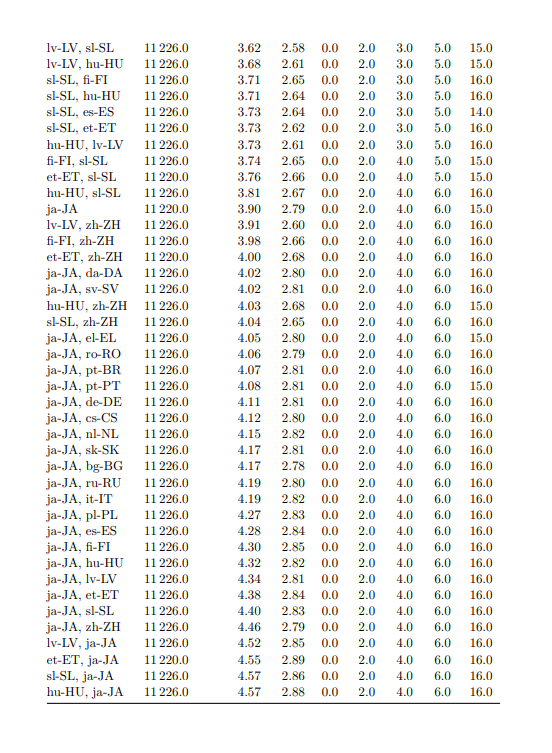 lv-LV, sl-SL 11 226.0 3.62 2.58 0.0 2.0 3.0 5.0 15.0
lv-LV, hu-HU 11 226.0 3.68 2.61 0.0 2.0 3.0 5.0 15.0
sl-SL, fi-FI 11 226.0 3.71 2.65 0.0 2.0 3.0 5.0 16.0
sl-SL, hu-HU 11 226.0 3.71 2.64 0.0 2.0 3.0 5.0 16.0
sl-SL, es-ES 11 226.0 3.73 2.64 0.0 2.0 3.0 5.0 14.0
sl-SL, et-ET 11 226.0 3.73 2.62 0.0 2.0 3.0 5.0 16.0
hu-HU, lv-LV 11 226.0 3.73 2.61 0.0 2.0 3.0 5.0 15.0
fi-FI, sl-SL 11 226.0 3.74 2.65 0.0 2.0 4.0 5.0 15.0
et-ET, sl-SL 11 220.0 3.76 2.66 0.0 2.0 4.0 5.0 15.0
hu-HU, sl-SL 11 226.0 3.81 2.67 0.0 2.0 4.0 6.0 16.0
ja-JA 11 220.0 3.90 2.79 0.0 2.0 4.0 6.0 15.0
lv-LV, zh-ZH 11 226.0 3.91 2.60 0.0 2.0 4.0 6.0 16.0
fi-FI, zh-ZH 11 226.0 3.98 2.66 0.0 2.0 4.0 6.0 16.0
et-ET, zh-ZH 11 220.0 4.00 2.68 0.0 2.0 4.0 6.0 16.0
ja-JA, da-DA 11 226.0 4.02 2.80 0.0 2.0 4.0 6.0 16.0
ja-JA, sv-SV 11 226.0 4.02 2.81 0.0 2.0 4.0 6.0 16.0
hu-HU, zh-ZH 11 226.0 4.03 2.68 0.0 2.0 4.0 6.0 15.0
sl-SL, zh-ZH 11 226.0 4.04 2.65 0.0 2.0 4.0 6.0 16.0
ja-JA, el-EL 11 226.0 4.05 2.80 0.0 2.0 4.0 6.0 15.0
ja-JA, ro-RO 11 226.0 4.06 2.79 0.0 2.0 4.0 6.0 16.0
ja-JA, pt-BR 11 226.0 4.07 2.81 0.0 2.0 4.0 6.0 16.0
ja-JA, pt-PT 11 226.0 4.08 2.81 0.0 2.0 4.0 6.0 15.0
ja-JA, de-DE 11 226.0 4.11 2.81 0.0 2.0 4.0 6.0 16.0
ja-JA, cs-CS 11 226.0 4.12 2.80 0.0 2.0 4.0 6.0 16.0
ja-JA, nl-NL 11 226.0 4.15 2.82 0.0 2.0 4.0 6.0 16.0
ja-JA, sk-SK 11 226.0 4.17 2.81 0.0 2.0 4.0 6.0 16.0
ja-JA, bg-BG 11 226.0 4.17 2.78 0.0 2.0 4.0 6.0 16.0
ja-JA, ru-RU 11 226.0 4.19 2.80 0.0 2.0 4.0 6.0 16.0
ja-JA, it-IT 11 226.0 4.19 2.82 0.0 2.0 4.0 6.0 16.0
ja-JA, pl-PL 11 226.0 4.27 2.83 0.0 2.0 4.0 6.0 16.0
ja-JA, es-ES 11 226.0 4.28 2.84 0.0 2.0 4.0 6.0 16.0
ja-JA, fi-FI 11 226.0 4.30 2.85 0.0 2.0 4.0 6.0 16.0
ja-JA, hu-HU 11 226.0 4.32 2.82 0.0 2.0 4.0 6.0 16.0
ja-JA, lv-LV 11 226.0 4.34 2.81 0.0 2.0 4.0 6.0 16.0
ja-JA, et-ET 11 226.0 4.38 2.84 0.0 2.0 4.0 6.0 16.0
ja-JA, sl-SL 11 226.0 4.40 2.83 0.0 2.0 4.0 6.0 16.0
ja-JA, zh-ZH 11 226.0 4.46 2.79 0.0 2.0 4.0 6.0 16.0
lv-LV, ja-JA 11 226.0 4.52 2.85 0.0 2.0 4.0 6.0 16.0
et-ET, ja-JA 11 220.0 4.55 2.89 0.0 2.0 4.0 6.0 16.0
sl-SL, ja-JA 11 226.0 4.57 2.86 0.0 2.0 4.0 6.0 16.0
hu-HU, ja-JA 11 226.0 4.57 2.88 0.0 2.0 4.0 6.0 16.0